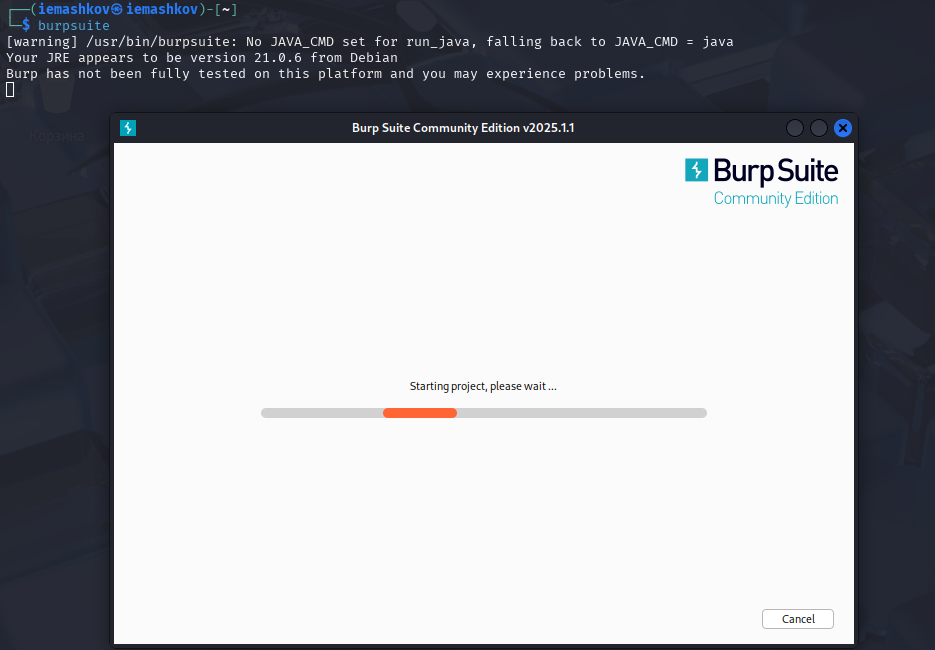 ┌──(iemashkov㉿iemashkov)-[~]
└─$ burpsuite
[warning] /usr/bin/burpsuite: No JAVA_CMD set for run_java, falling back to JAVA_CMD = java
Your JRE appears to be version 21.0.6 from Debian
Burp has not been fully tested on this platform and you may experience problems.
Корзина
Burp Suite Community Edition v2025.1.1
Burp Suite
Community Edition
Starting project, please wait ...
Cancel